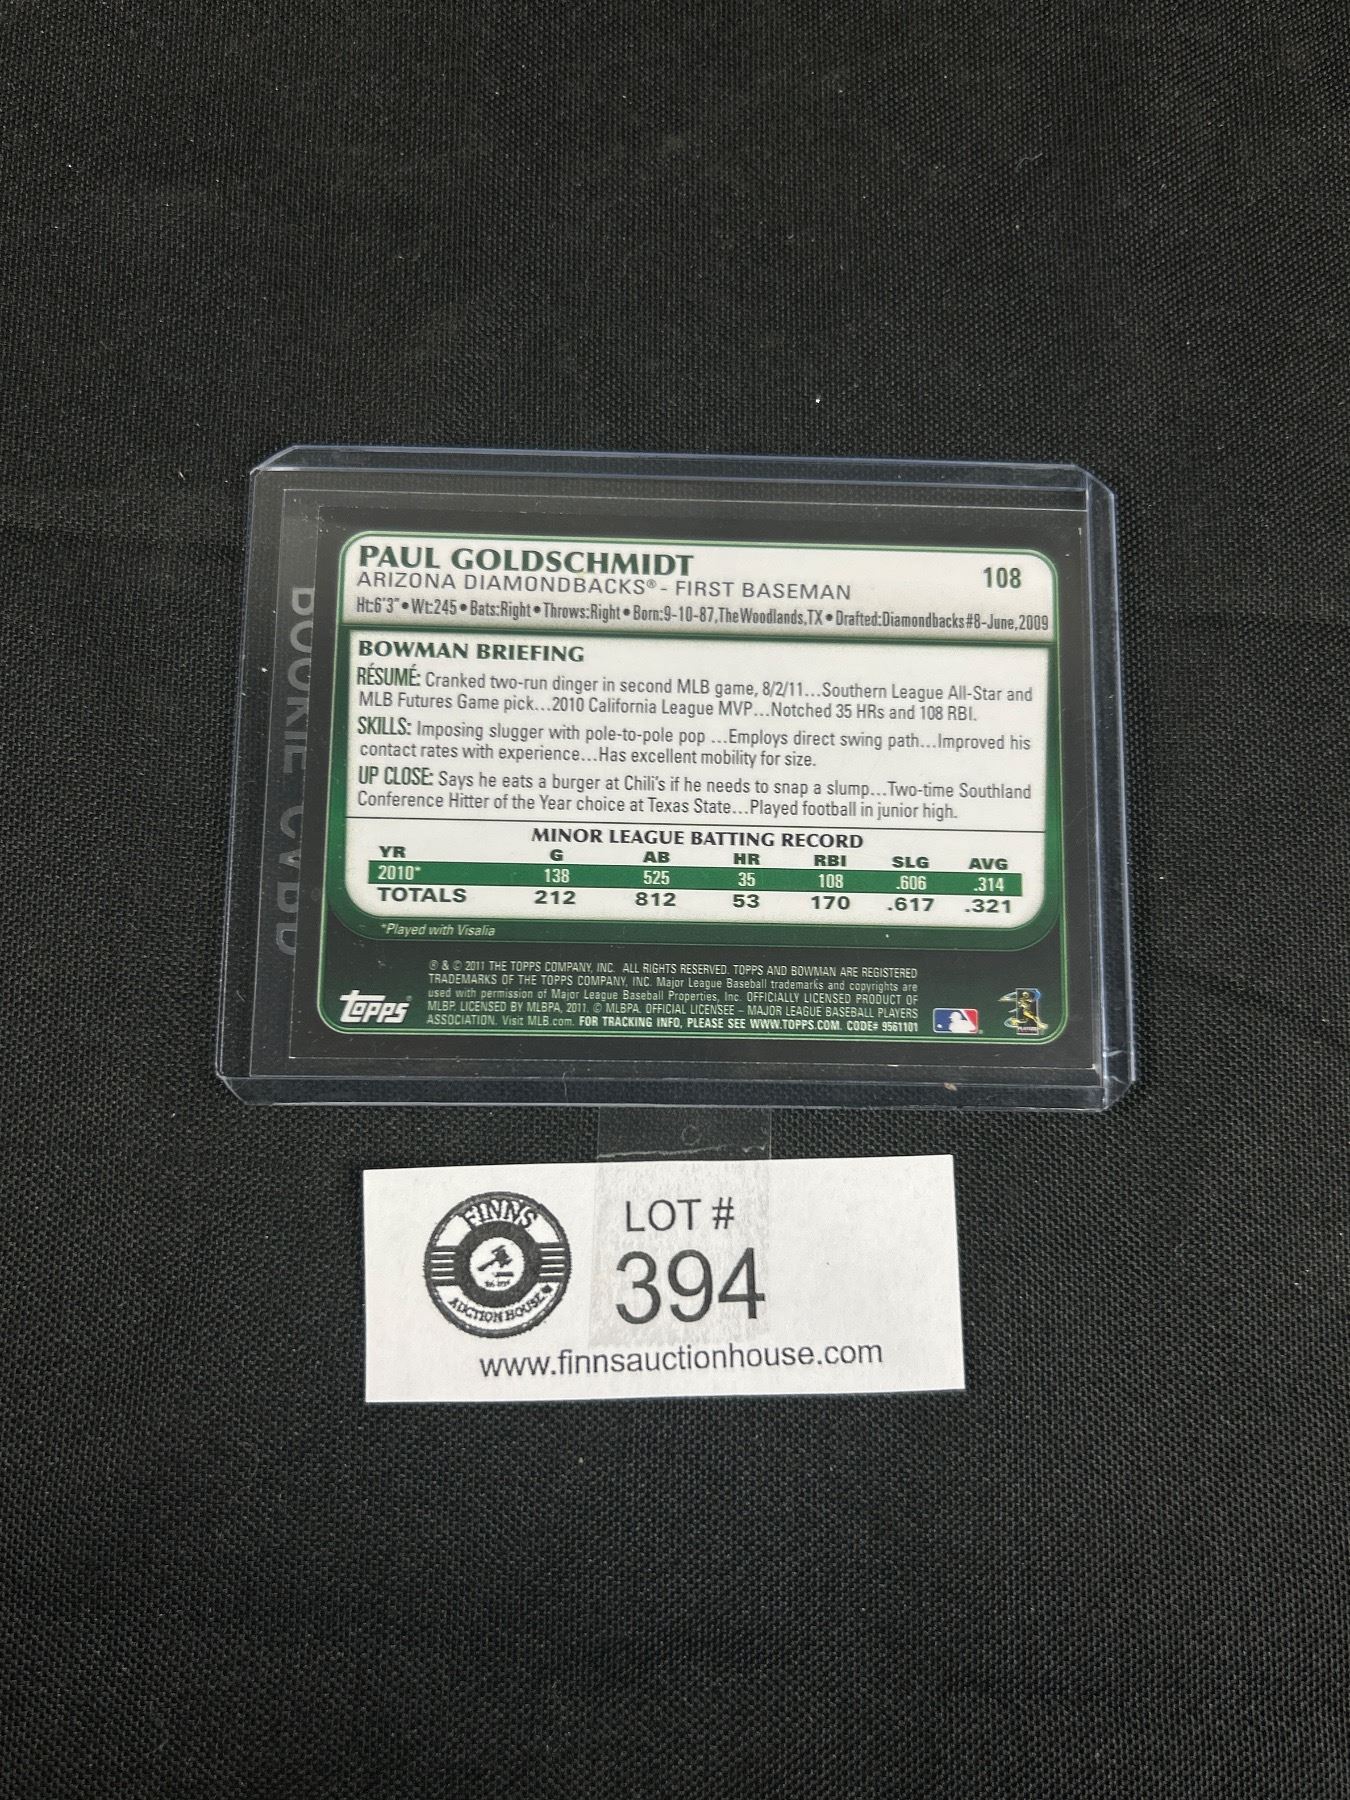 PAUL GOLDSCHMIDT
108
ARIZONA DIAMONDBACKS® - FIRST BASEMAN
Ht:6'3" • Wt:245 • Bats:Right • Throws:Right • Born:9-10-87, The Woodlands, TX • Drafted:Diamondbacks #8-June, 2009
BOWMAN BRIEFING
RÉSUMÉ: Cranked two-run dinger in second MLB game, 8/2/11...Southern League All-Star and
MLB Futures Game pick...2010 California League MVP...Notched 35 HRs and 108 RBI.
SKILLS: Imposing slugger with pole-to-pole pop ...Employs direct swing path...Improved his
contact rates with experience...Has excellent mobility for size.
UP CLOSE: Says he eats a burger at Chili's if he needs to snap a slump...Two-time Southland
Conference Hitter of the Year choice at Texas State...Played football in junior high.
MINOR LEAGUE BATTING RECORD
YR G AB HR RBI SLG AVG
2010* 138 525 35 108 .606 .314
TOTALS 212 812 53 170 .617 .321
*Played with Visalia
® & © 2011 THE TOPPS COMPANY, INC. ALL RIGHTS RESERVED. TOPPS AND BOWMAN ARE REGISTERED
TRADEMARKS OF THE TOPPS COMPANY, INC. Major League Baseball trademarks and copyrights are
used with permission of Major League Baseball Properties, Inc. OFFICIALLY LICENSED PRODUCT OF
MLBP. LICENSED BY MLBPA, 2011. © MLBPA. OFFICIAL LICENSEE – MAJOR LEAGUE BASEBALL PLAYERS
ASSOCIATION. Visit MLB.com. FOR TRACKING INFO, PLEASE SEE WWW.TOPPS.COM. CODE# 9561101
Topps®
ROOKIE CARD
FINNS
AUCTION HOUSE
LOT #
394
www.finnsauctionhouse.com